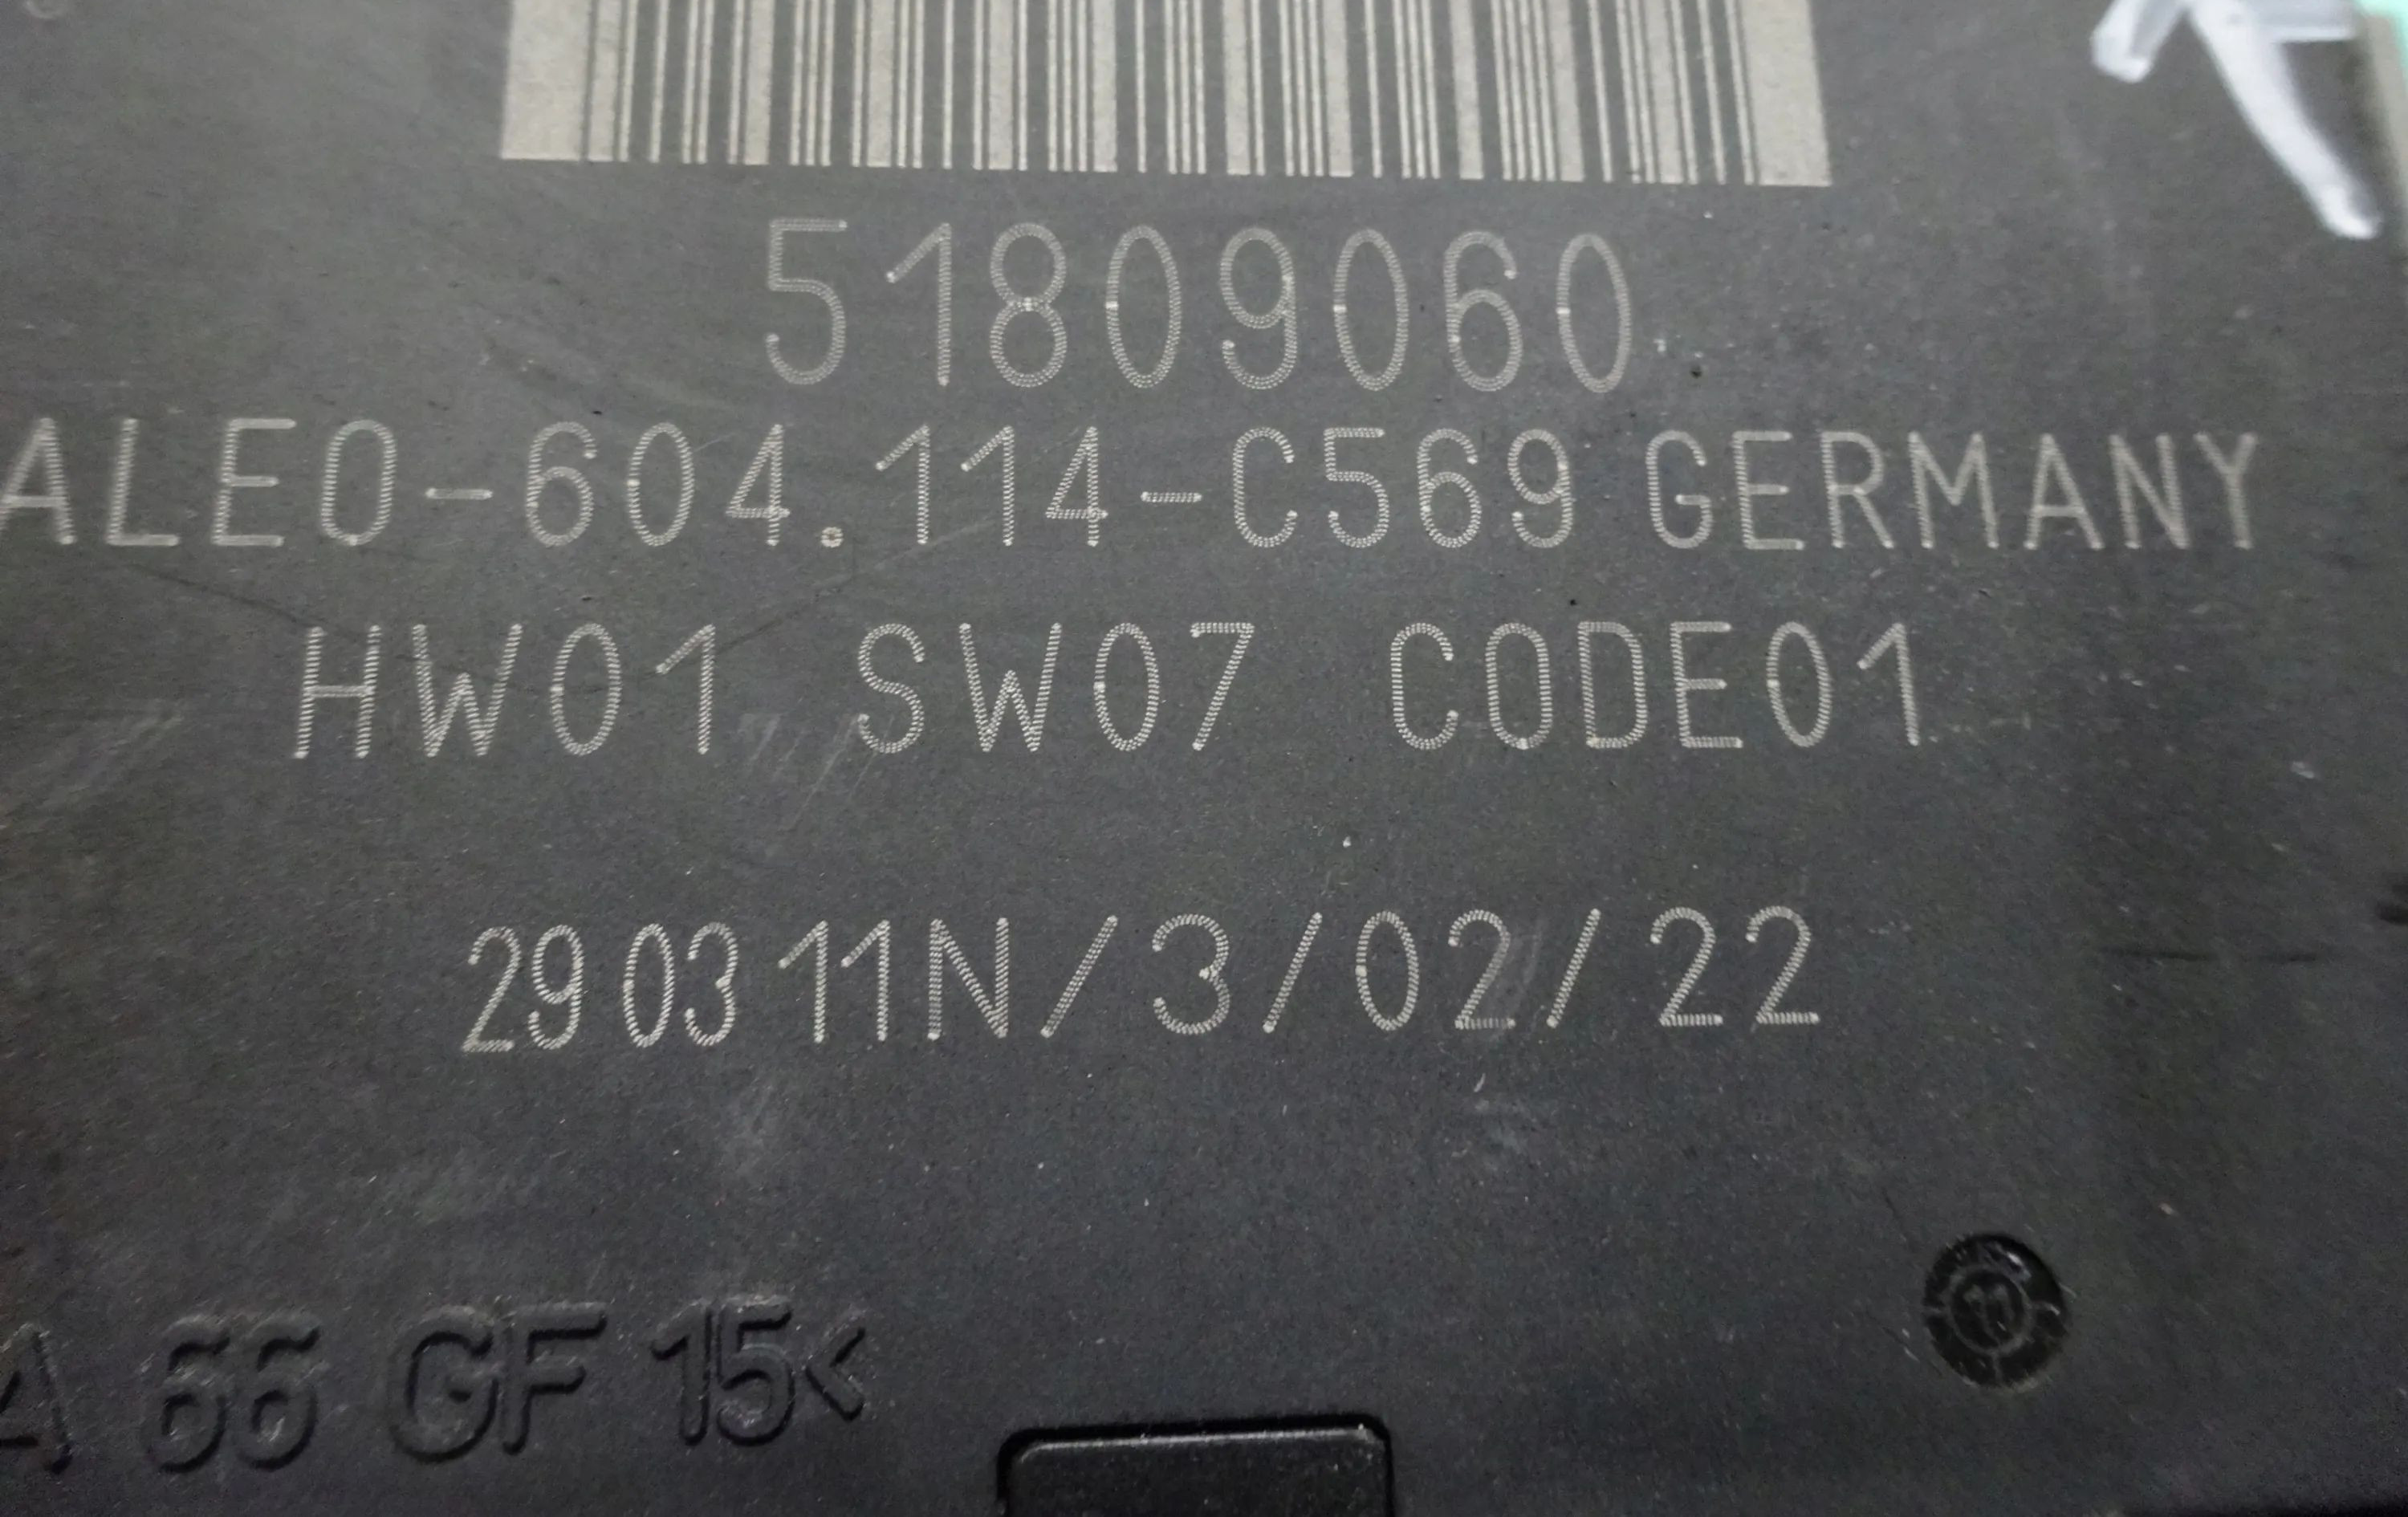 51809060
ALEO-604.114-C569 GERMANY
HW01 SW07 CODE01
29 03 11N/3/02/22
A 66 GF 15<